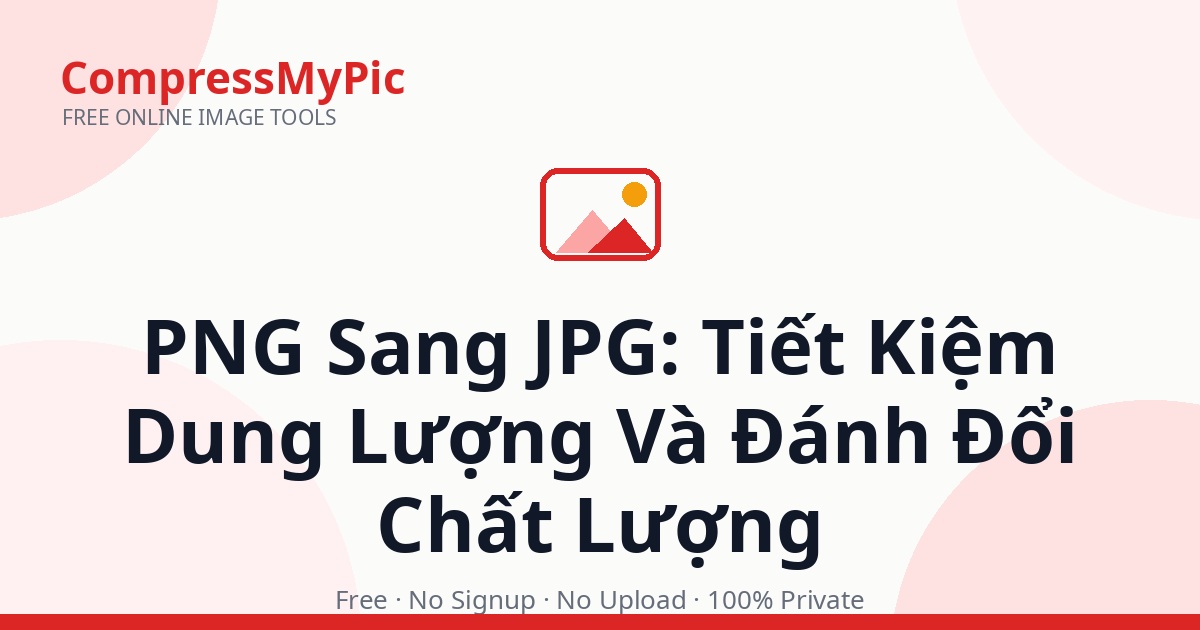 CompressMyPic
FREE ONLINE IMAGE TOOLS
PNG Sang JPG: Tiết Kiệm
Dung Lượng Và Đánh Đổi
Chất Lượng
Free · No Signup · No Upload · 100% Private